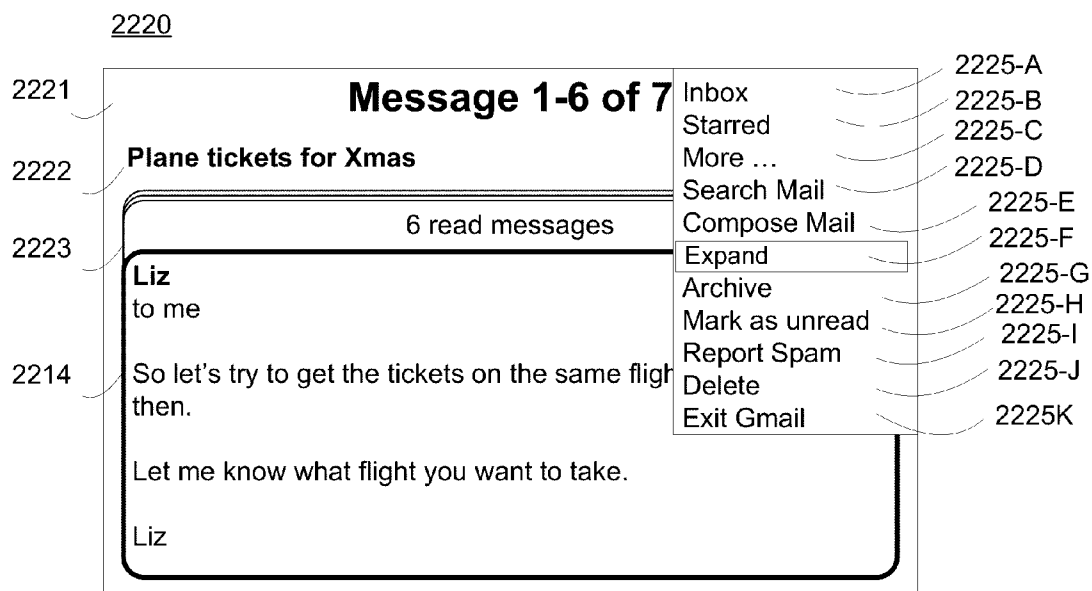 2220
2221
Message 1-6 of 7
2222
Plane tickets for Xmas
2223
6 read messages
2214
Liz
to me
So let's try to get the tickets on the same fligh
then.
Let me know what flight you want to take.
Liz
Inbox
Starred
More ...
Search Mail
Compose Mail
Expand
Archive
Mark as unread
Report Spam
Delete
Exit Gmail
2225-A
2225-B
2225-C
2225-D
2225-E
2225-F
2225-G
2225-H
2225-I
2225-J
2225K